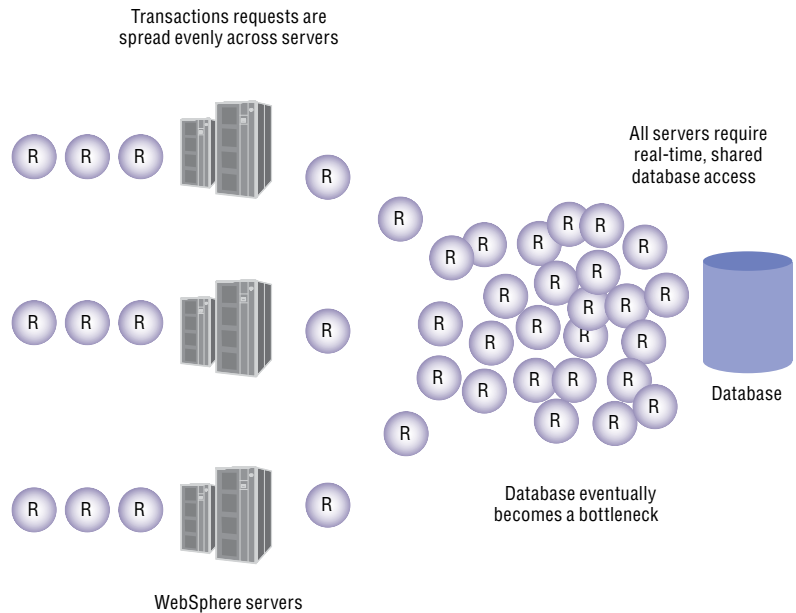 Transactions requests are
spread evenly across servers
All servers require
real-time, shared
database access
R R R R
R
R R R R R R
R R R R R R
R R R R
R R R R R
R R R R R
R R R
R
Database
Database eventually
becomes a bottleneck
R R R R
WebSphere servers